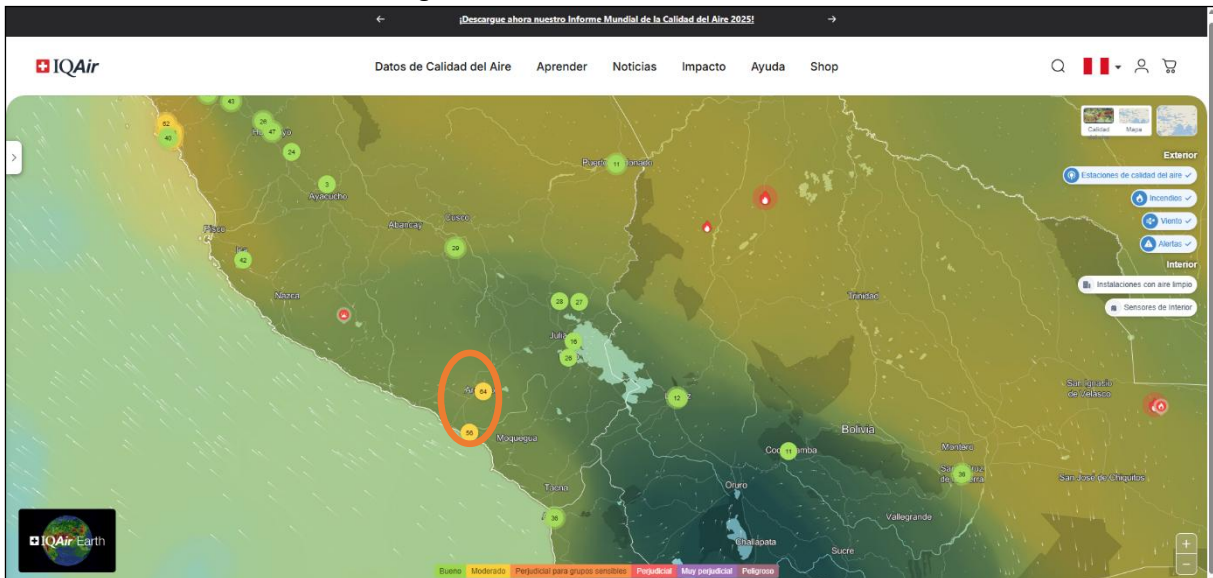 ← ¡Descargue ahora nuestro Informe Mundial de la Calidad del Aire 2025! →
IQAir
Datos de Calidad del Aire Aprender Noticias Impacto Ayuda Shop
Calidad Mapa
Exterior
Estaciones de calidad del aire ✓
Incendios ✓
Viento ✓
Alertas ✓
Interior
Instalaciones con aire limpio
Sensores de interior
45
62
40
26
47
24
3
Ayacucho
11
Abancay
Cusco
29
Pisco
42
Nazca
28 27
16
26
64
56
Moquegua
12
Trinidad
San Ignacio
de Velasco
Bolivia
11
Montero
38
San José de Chiquitos
Tacna
36
Oruro
Vallegrande
Challapata
Sucre
IQAir Earth
+
−
Bueno Moderado Perjudicial para grupos sensibles Perjudicial Muy perjudicial Peligroso